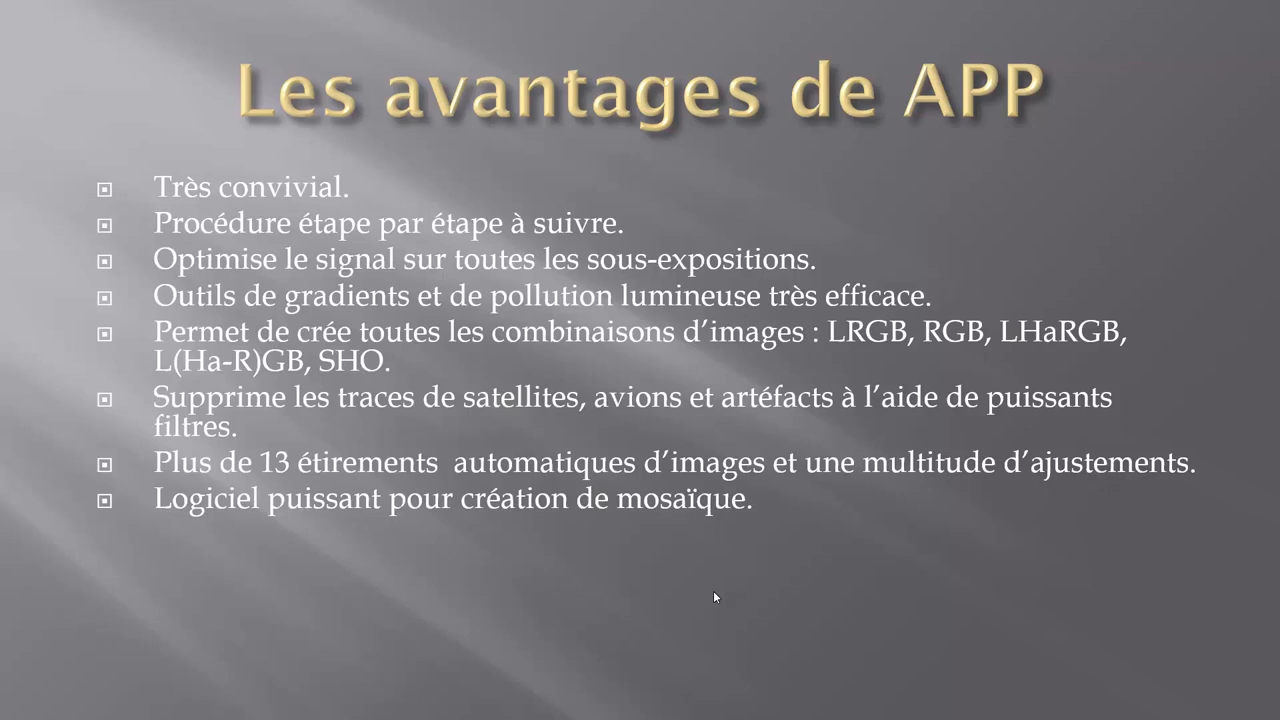 Les avantages de APP
Très convivial.
Procédure étape par étape à suivre.
Optimise le signal sur toutes les sous-expositions.
Outils de gradients et de pollution lumineuse très efficace.
Permet de crée toutes les combinaisons d’images : LRGB, RGB, LHaRGB,
L(Ha-R)GB, SHO.
Supprime les traces de satellites, avions et artéfacts à l’aide de puissants
filtres.
Plus de 13 étirements  automatiques d’images et une multitude d’ajustements.
Logiciel puissant pour création de mosaïque.